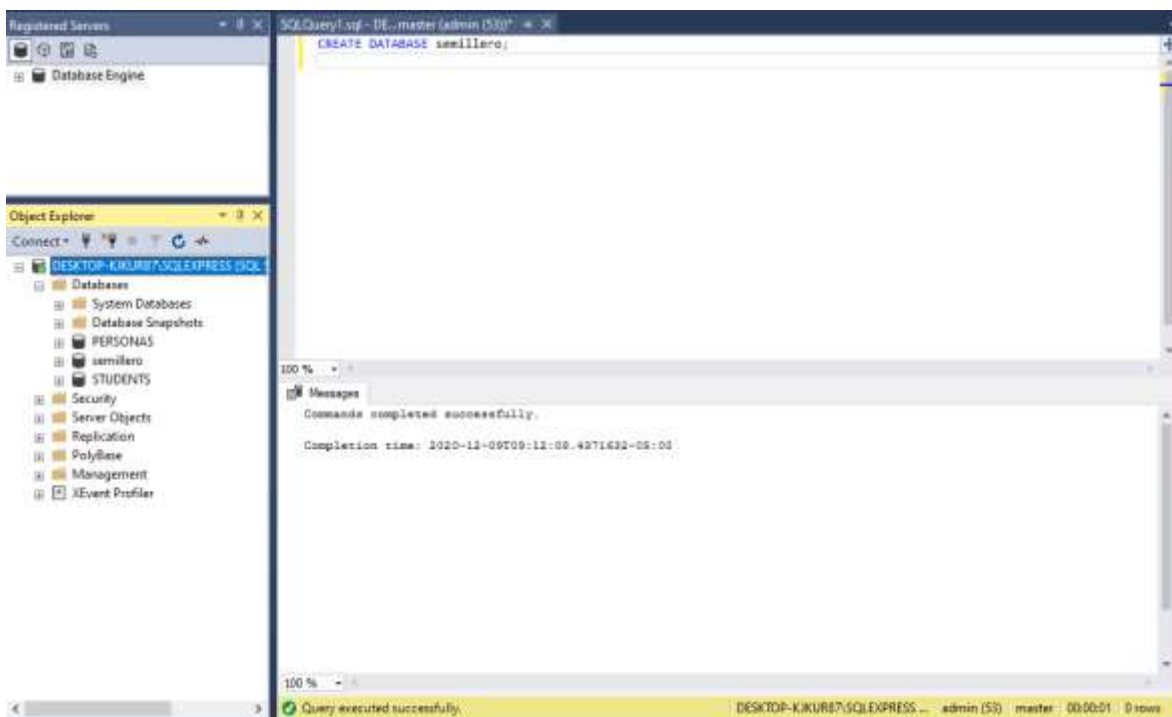 Registered Servers
Database Engine
Object Explorer
Connect
DESKTOP-KJKUR87\SQLEXPRESS (SQL
Databases
System Databases
Database Snapshots
PERSONAS
semillero
STUDENTS
Security
Server Objects
Replication
PolyBase
Management
XEvent Profiler
SQLQuery1.sql - DE...master (admin (53))*
CREATE DATABASE semillero;
100 %
Messages
Commands completed successfully.
Completion time: 2020-12-09T09:12:08.4371632-05:00
100 %
Query executed successfully.
DESKTOP-KJKUR87\SQLEXPRESS ... admin (53) master 00:00:01 0 rows